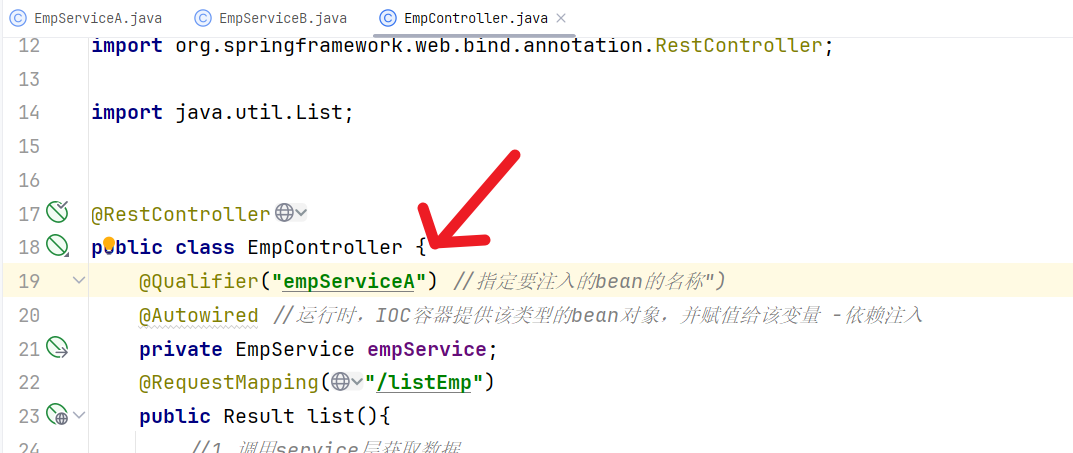 EmpServiceA.java EmpServiceB.java EmpController.java
12 import org.springframework.web.bind.annotation.RestController;
13
14 import java.util.List;
15
16
17 @RestController
18 public class EmpController {
19 @Qualifier("empServiceA") //指定要注入的bean的名称")
20 @Autowired //运行时，IOC容器提供该类型的bean对象，并赋值给该变量 -依赖注入
21 private EmpService empService;
22 @RequestMapping("/listEmp")
23 public Result list(){
24 //1 调用service层获取数据